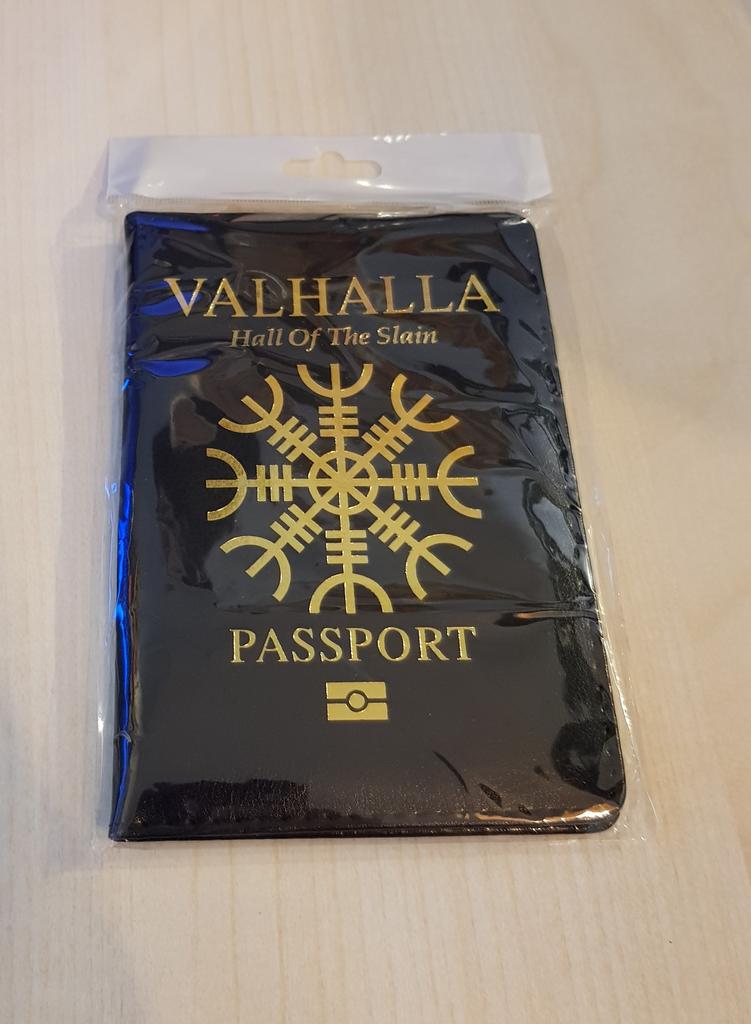 VALHALLA
Hall Of The Slain
PASSPORT